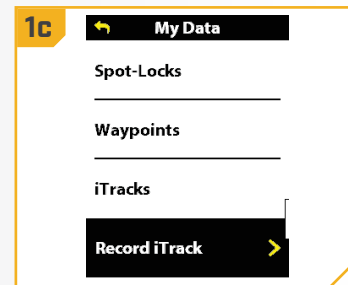 1c
My Data
Spot-Locks
Waypoints
iTracks
Record iTrack